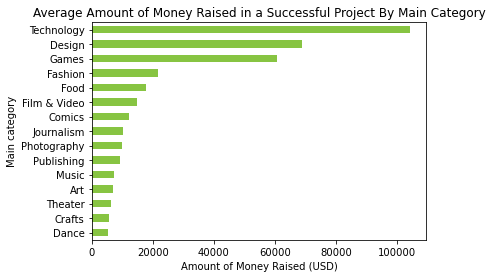 Average Amount of Money Raised in a Successful Project By Main Category
Main category
Technology
Design
Games
Fashion
Food
Film & Video
Comics
Journalism
Photography
Publishing
Music
Art
Theater
Crafts
Dance
0 20000 40000 60000 80000 100000
Amount of Money Raised (USD)